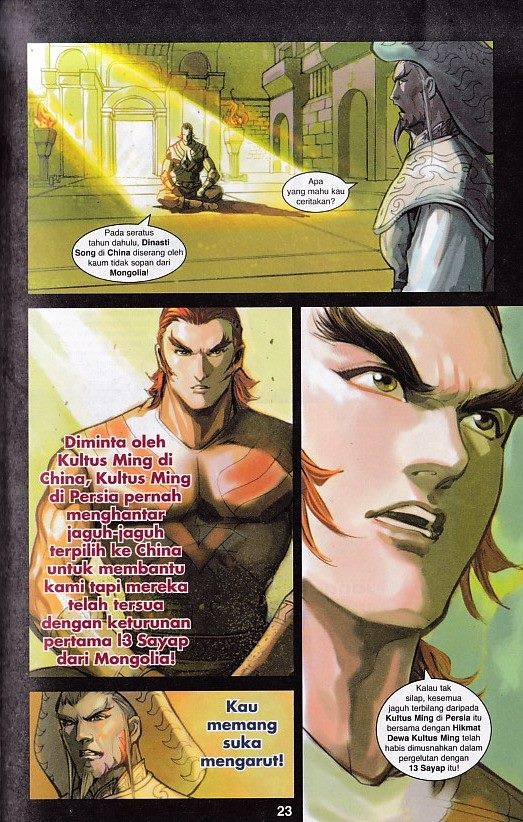 Apa
yang mahu kau
ceritakan?
Pada seratus
tahun dahulu, Dinasti
Song di China diserang oleh
kaum tidak sopan dari
Mongolia!
Diminta oleh
Kultus Ming di
China, Kultus Ming
di Persia pernah
menghantar
jaguh-jaguh
terpilih ke China
untuk membantu
kami tapi mereka
telah tersua
dengan keturunan
pertama 13 Sayap
dari Mongolia!
Kalau tak
silap, kesemua
jaguh terbilang daripada
Kultus Ming di Persia itu
bersama dengan Hikmat
Dewa Kultus Ming telah
habis dimusnahkan dalam
pergelutan dengan
13 Sayap itu!
Kau
memang
suka
mengarut!
23